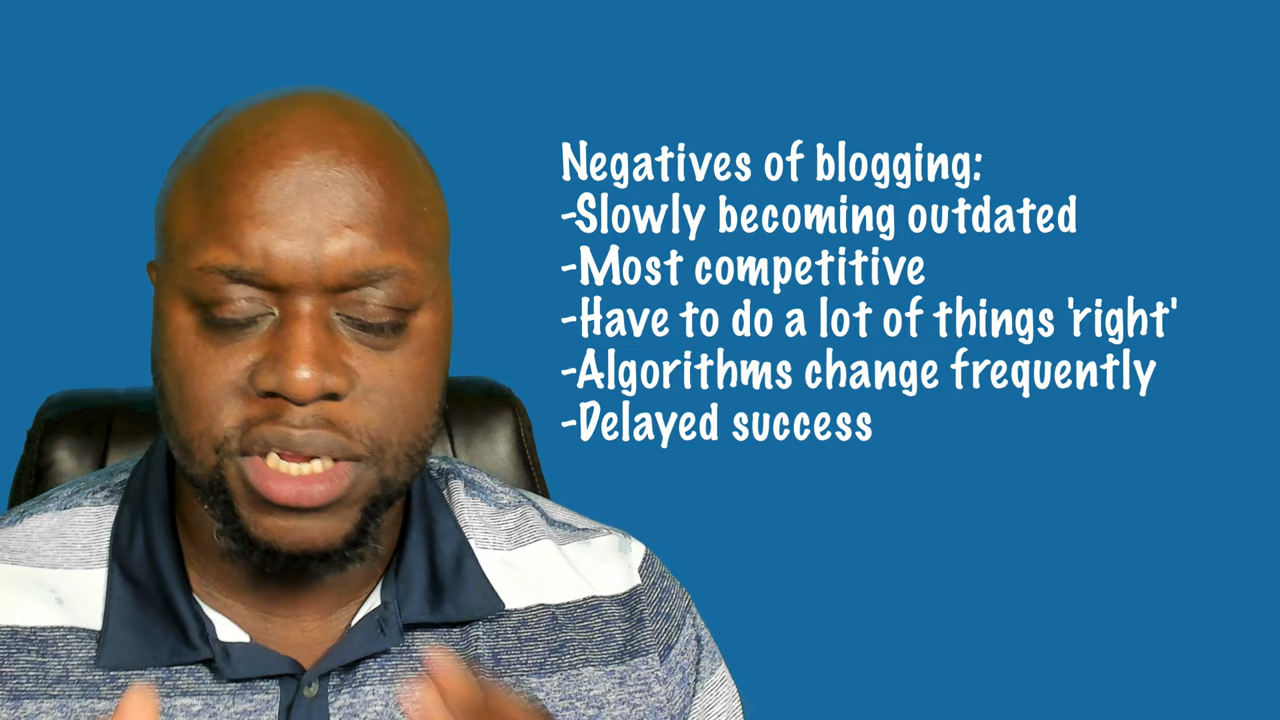 Negatives of blogging:
-Slowly becoming outdated
-Most competitive
-Have to do a lot of things 'right'
-Algorithms change frequently
-Delayed success